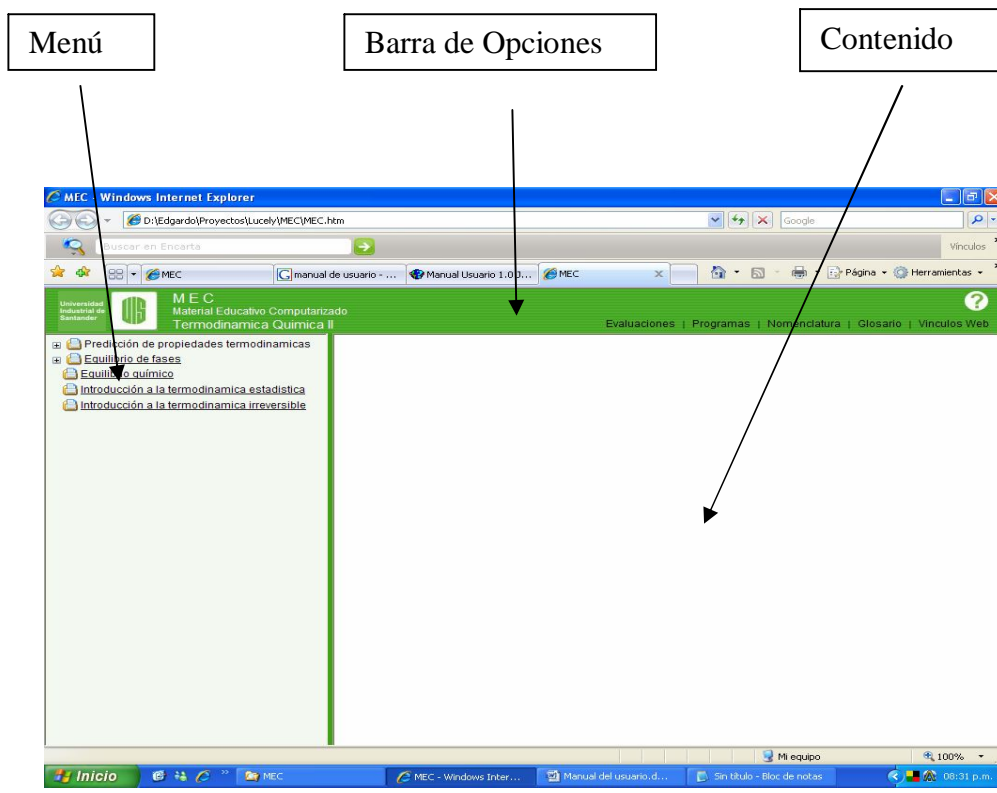 Menú
Barra de Opciones
Contenido
MEC - Windows Internet Explorer
D:\Edgardo\Proyectos\Lucely\MEC\MEC.htm
Google
Buscar en Encarta
Vínculos
MEC
manual de usuario - ...
Manual Usuario 1.0 J...
MEC
Página
Herramientas
Universidad
Industrial de
Santander
M E C
Material Educativo Computarizado
Termodinamica Quimica II
Evaluaciones | Programas | Nomenclatura | Glosario | Vinculos Web
Predicción de propiedades termodinamicas
Equilibrio de fases
Equilibrio químico
Introducción a la termodinamica estadistica
Introducción a la termodinamica irreversible
Mi equipo
100%
Inicio
MEC
MEC - Windows Inter...
Manual del usuario.d...
Sin título - Bloc de notas
08:31 p.m.